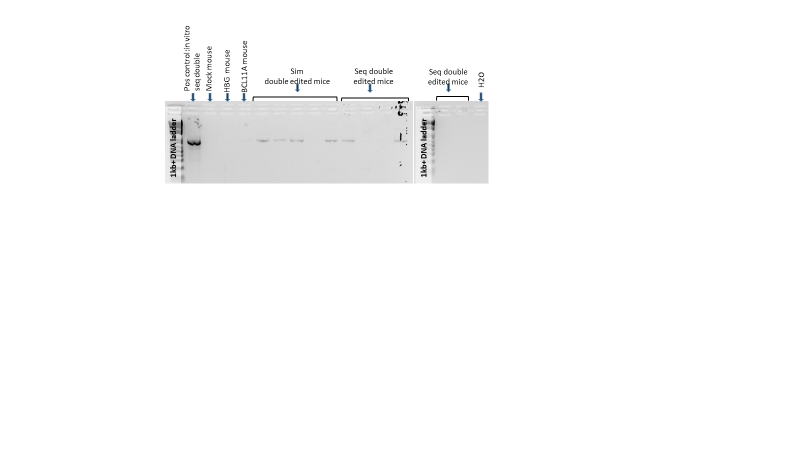 Pos control:in vitro
seq double
Mock mouse
HBG mouse
BCL11A mouse
Sim
double edited mice
Seq double
edited mice
Seq double
edited mice
H2O
1kb+ DNA ladder
1kb+ DNA ladder